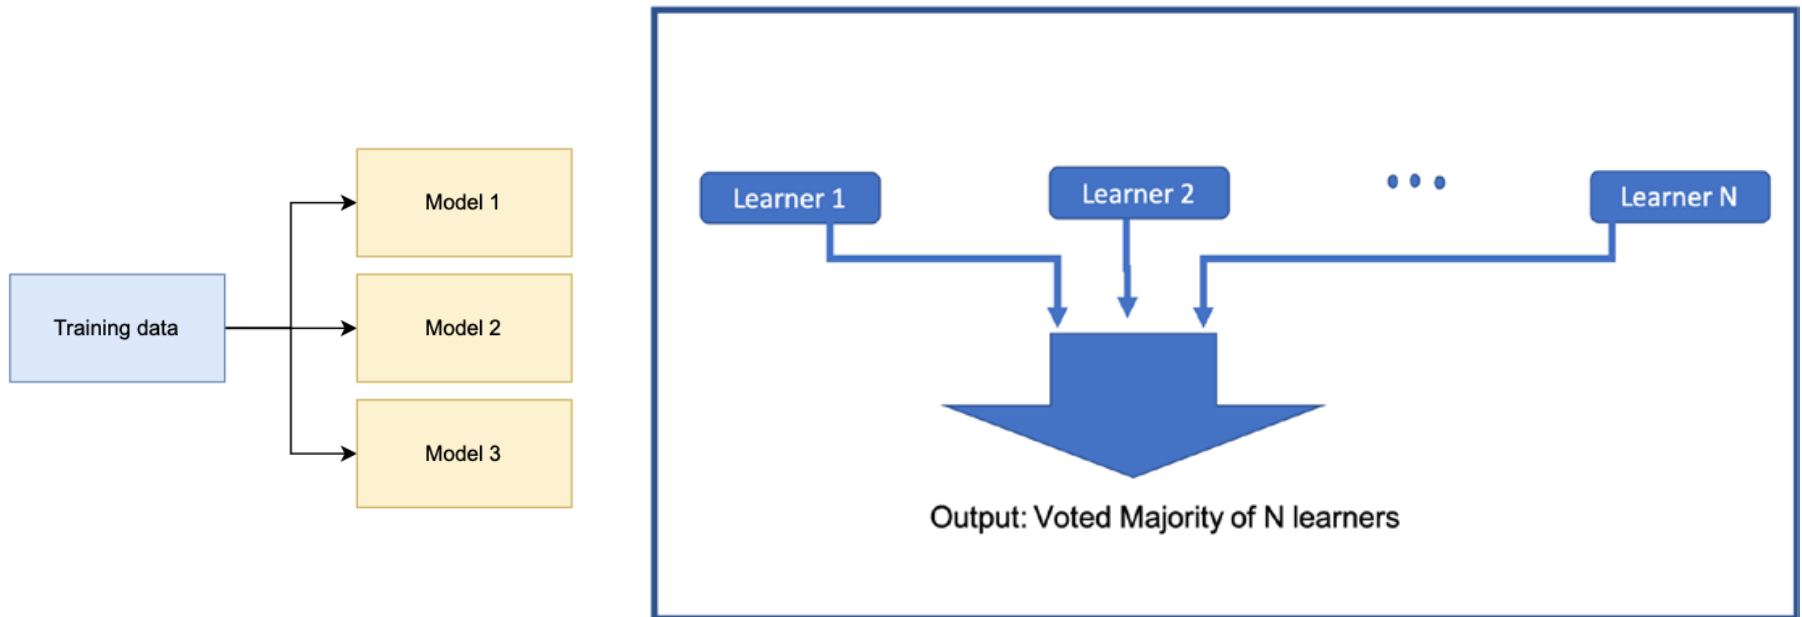 Training data
Model 1
Model 2
Model 3
Learner 1
Learner 2
Learner N
Output: Voted Majority of N learners